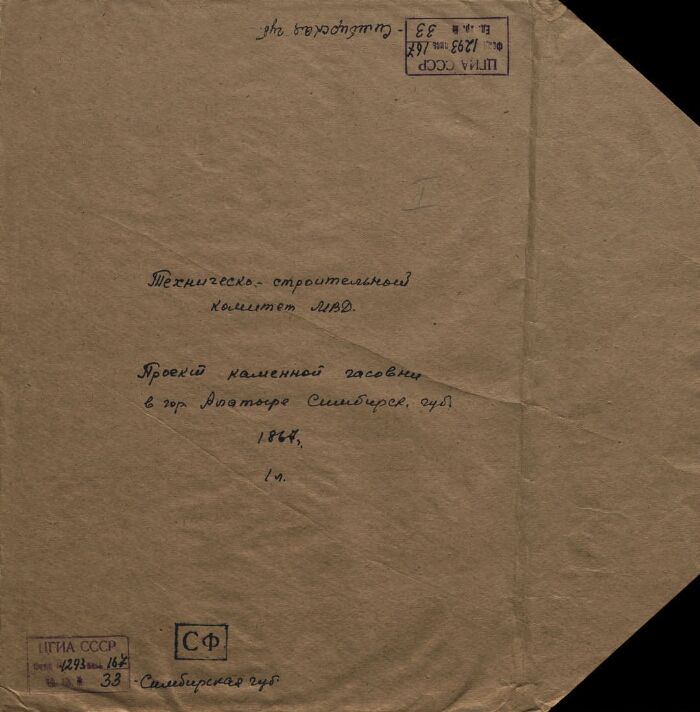 - Симбирская губ
ЦГИА СССР
Фонд 1293 опись 167
Ед. хр. № 33
I
Техническо-строительный
комитет МВД.
Проект каменной часовни
в гор Алатыре Симбирск. губ.
1867г.
1 л.
СФ
ЦГИА СССР
Фонд 1293 опись 167
Ед. хр. № 33
- Симбирская губ.